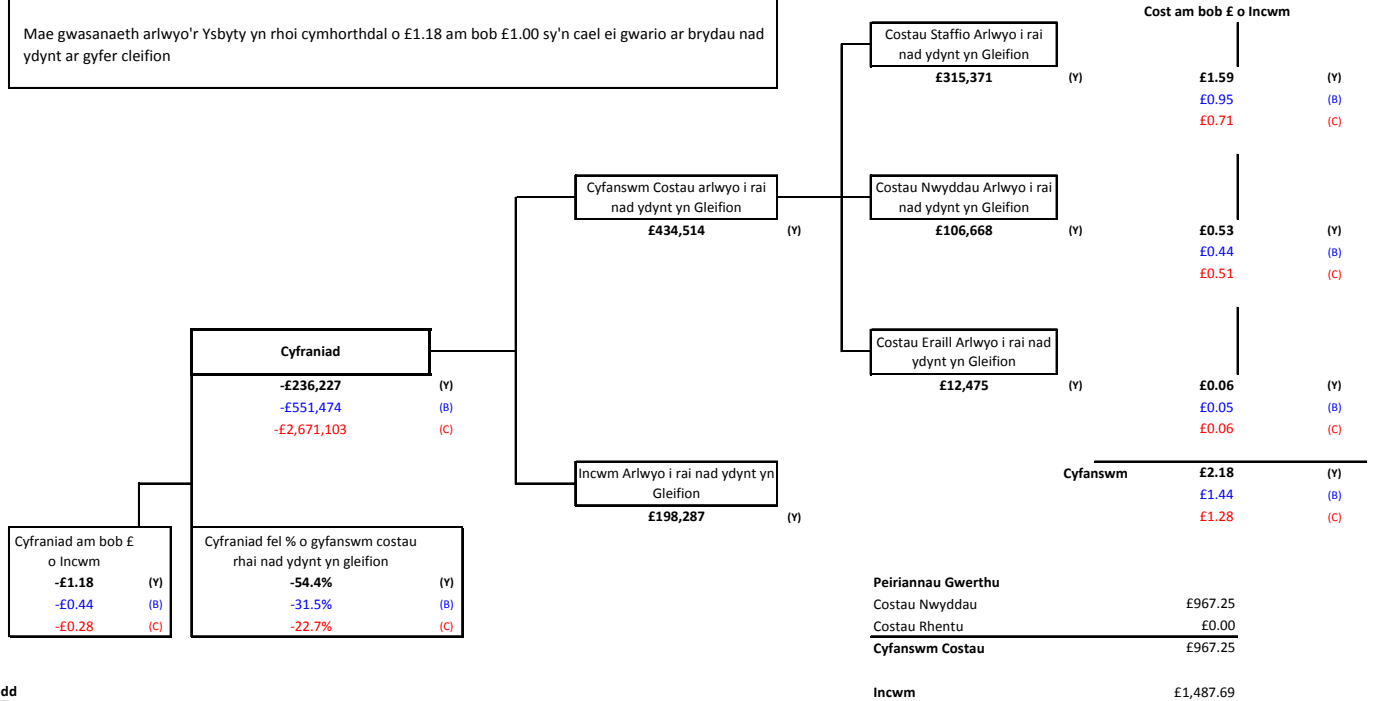 Mae gwasanaeth arlwyo'r Ysbyty yn rhoi cymhorthdal o £1.18 am bob £1.00 sy'n cael ei gwario ar brydau nad
ydynt ar gyfer cleifion
Cost am bob £ o Incwm
Costau Staffio Arlwyo i rai
nad ydynt yn Gleifion
£315,371 (Y) £1.59 (Y)
£0.95 (B)
£0.71 (C)
Cyfanswm Costau arlwyo i rai
nad ydynt yn Gleifion
£434,514 (Y)
Costau Nwyddau Arlwyo i rai
nad ydynt yn Gleifion
£106,668 (Y) £0.53 (Y)
£0.44 (B)
£0.51 (C)
Cyfraniad
-£236,227 (Y)
-£551,474 (B)
-£2,671,103 (C)
Costau Eraill Arlwyo i rai nad
ydynt yn Gleifion
£12,475 (Y) £0.06 (Y)
£0.05 (B)
£0.06 (C)
Incwm Arlwyo i rai nad ydynt yn
Gleifion
£198,287 (Y)
Cyfanswm £2.18 (Y)
£1.44 (B)
£1.28 (C)
Cyfraniad am bob £
o Incwm
-£1.18 (Y)
-£0.44 (B)
-£0.28 (C)
Cyfraniad fel % o gyfanswm costau
rhai nad ydynt yn gleifion
-54.4% (Y)
-31.5% (B)
-22.7% (C)
Peiriannau Gwerthu
Costau Nwyddau £967.25
Costau Rhentu £0.00
Cyfanswm Costau £967.25
dd
Incwm £1,487.69